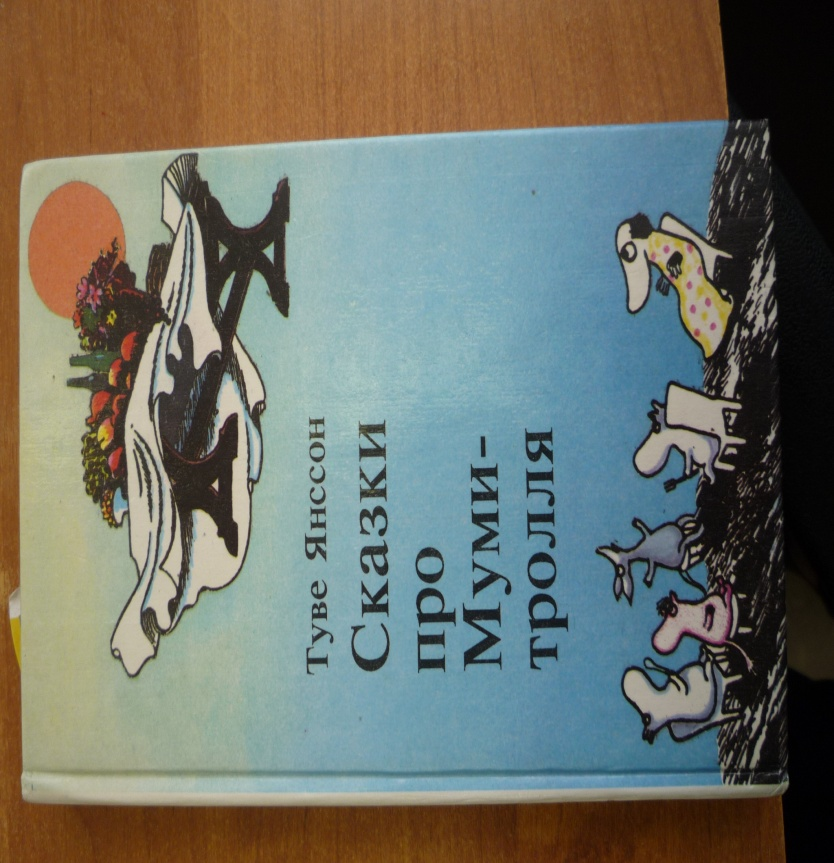 Туве Янссон
Сказки
про
Муми-
тролля